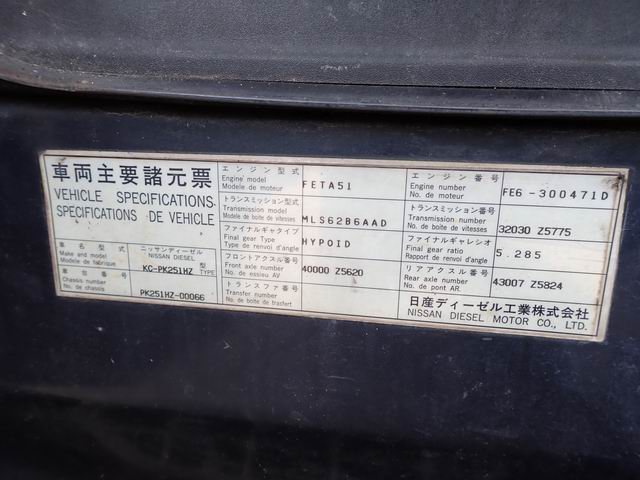 車両主要諸元票
VEHICLE SPECIFICATIONS
SPECIFICATIONS DE VEHICLE
車名型式
Make and model
Modele de fabrique
ニッサンディーゼル
NISSAN DIESEL
KC-PK251HZ 型 TYPE
車台番号
Chassis number
No. de chassis
PK251HZ-00066
エンジン型式
Engine model
Modele de moteur
FETA51
トランスミッション型式
Transmission model
Modele de boite de vitesses
MLS62B6AAD
ファイナルギヤタイプ
Final gear Type
Type de renvoi d'angle
HYPOID
フロントアクスル番号
Front axle number
No. de essieu AV
40000 Z5620
トランスファ番号
Transfer number
No. de boite de trasfert
エンジン番号
Engine number
No. de moteur
FE6-300471D
トランスミッション番号
Transmission number
No. de boite de vitesses
32030 Z5775
ファイナルギャレシオ
Final gear ratio
Rapport de renvoi d'angle
5.285
リアアクスル番号
Rear axle number
No. de pont AR.
43007 Z5824
日産ディーゼル工業株式会社
NISSAN DIESEL MOTOR CO., LTD.